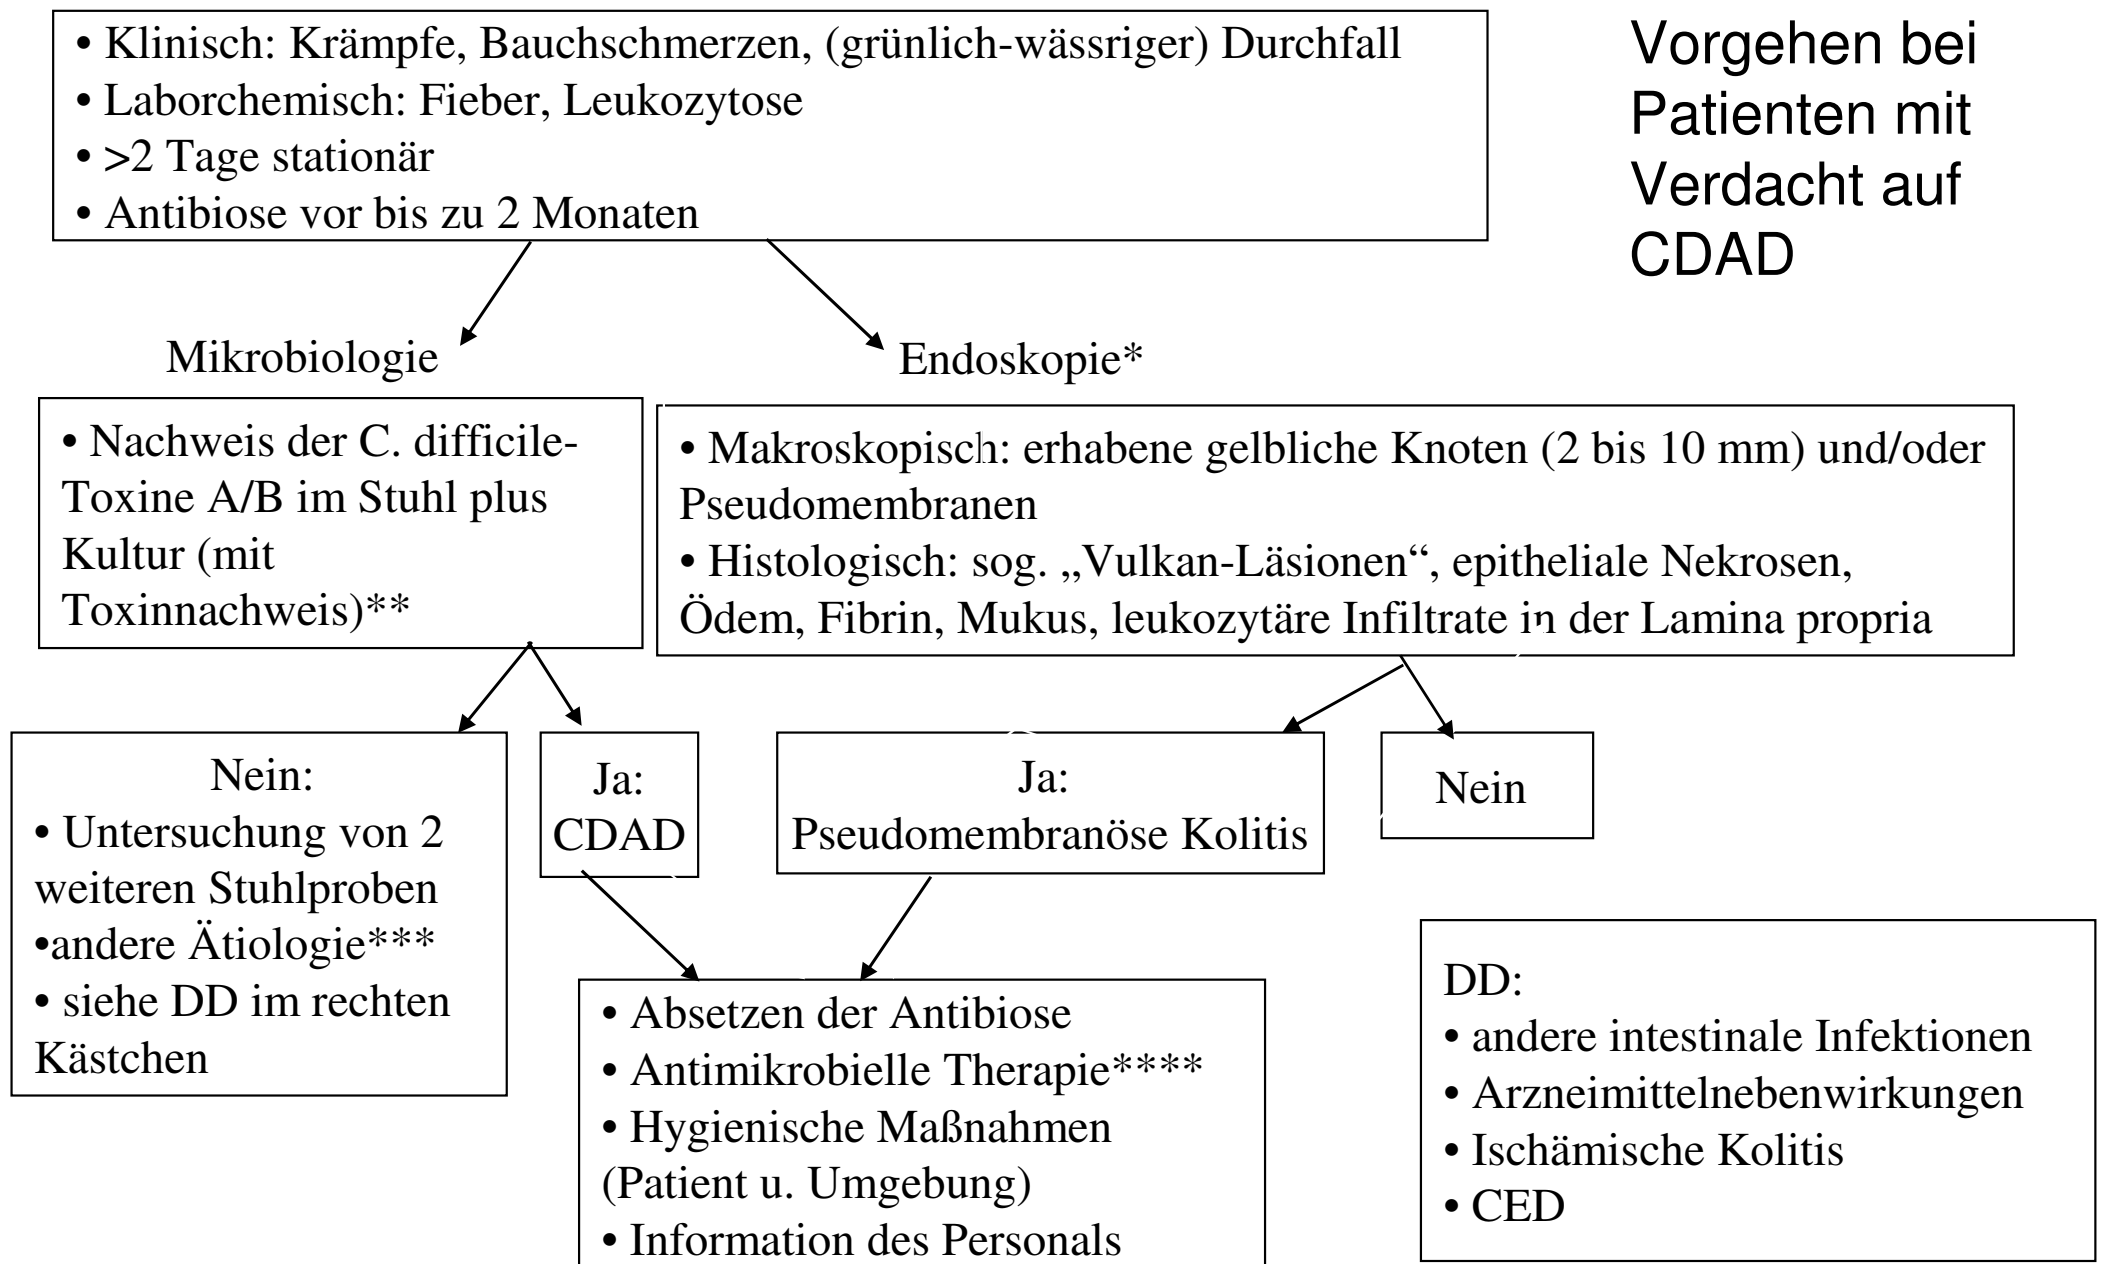 • Klinisch: Krämpfe, Bauchschmerzen, (grünlich-wässriger) Durchfall
• Laborchemisch: Fieber, Leukozytose
• >2 Tage stationär
• Antibiose vor bis zu 2 Monaten
Vorgehen bei
Patienten mit
Verdacht auf
CDAD
Mikrobiologie
Endoskopie*
• Nachweis der C. difficile-
Toxine A/B im Stuhl plus
Kultur (mit
Toxinnachweis)**
• Makroskopisch: erhabene gelbliche Knoten (2 bis 10 mm) und/oder
Pseudomembranen
• Histologisch: sog. „Vulkan-Läsionen“, epitheliale Nekrosen,
Ödem, Fibrin, Mukus, leukozytäre Infiltrate in der Lamina propria
Nein:
• Untersuchung von 2
weiteren Stuhlproben
•andere Ätiologie***
• siehe DD im rechten
Kästchen
Ja:
CDAD
Ja:
Pseudomembranöse Kolitis
Nein
• Absetzen der Antibiose
• Antimikrobielle Therapie****
• Hygienische Maßnahmen
(Patient u. Umgebung)
• Information des Personals
DD:
• andere intestinale Infektionen
• Arzneimittelnebenwirkungen
• Ischämische Kolitis
• CED